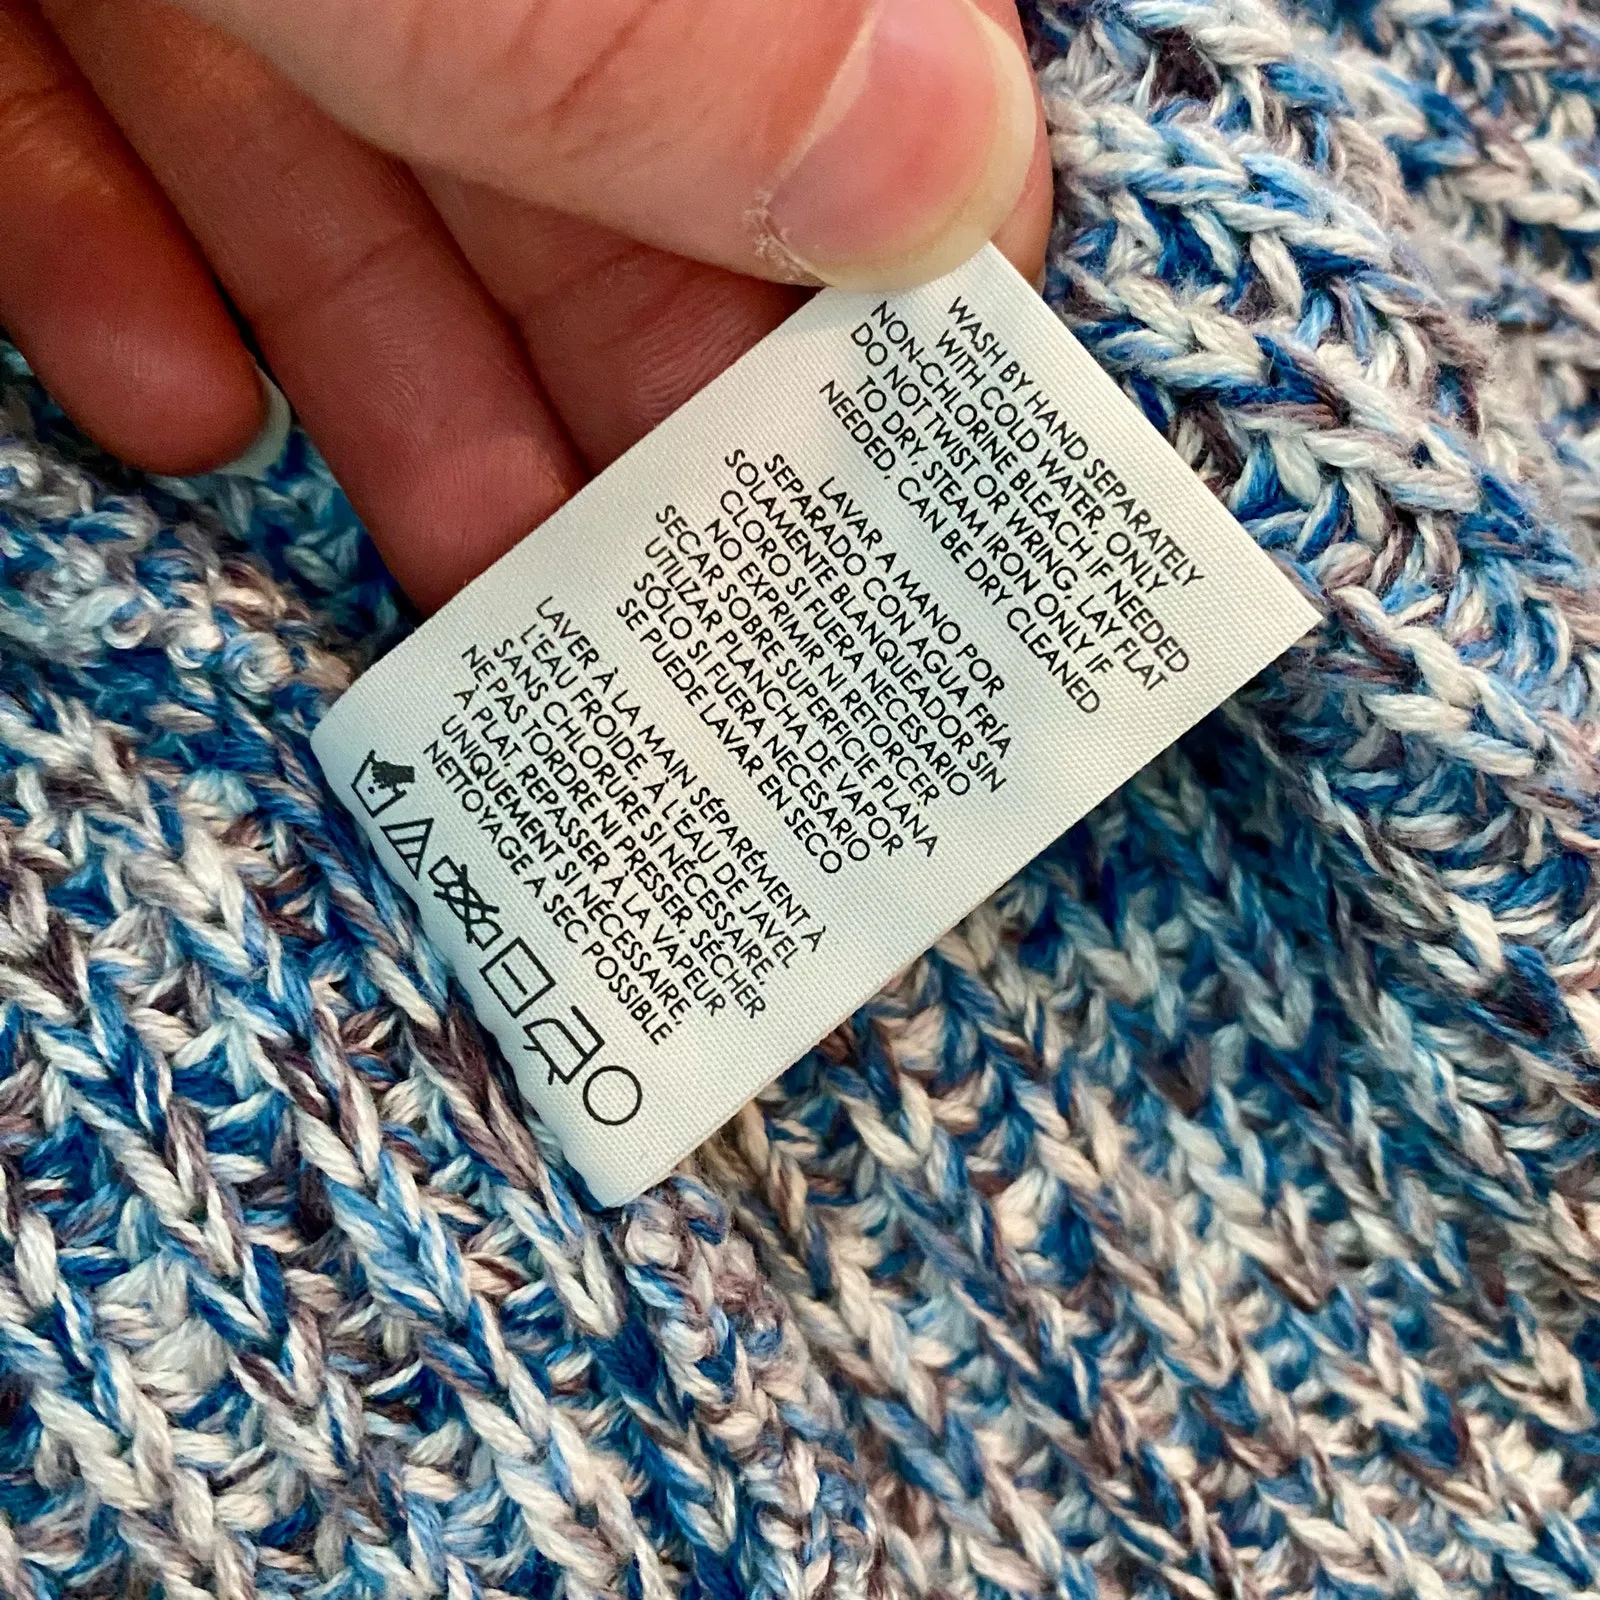 WASH BY HAND SEPARATELY
WITH COLD WATER, ONLY
NON-CHLORINE BLEACH IF NEEDED
DO NOT TWIST OR WRING, LAY FLAT
TO DRY, STEAM IRON ONLY IF
NEEDED, CAN BE DRY CLEANED
LAVAR A MANO POR
SEPARADO CON AGUA FRÍA
SOLAMENTE BLANQUEADOR SIN
CLORO SI FUERA NECESARIO
NO EXPRIMIR NI RETORCER
SECAR SOBRE SUPERFICIE PLANA
UTILIZAR PLANCHA DE VAPOR
SÓLO SI FUERA NECESARIO
SE PUEDE LAVAR EN SECO
LAVER À LA MAIN SÉPARÉMENT À
L'EAU FROIDE, À L'EAU DE JAVEL
SANS CHLORURE SI NÉCESSAIRE,
NE PAS TORDRE NI PRESSER, SÉCHER
À PLAT, REPASSER À LA VAPEUR
UNIQUEMENT SI NÉCESSAIRE,
NETTOYAGE A SEC POSSIBLE